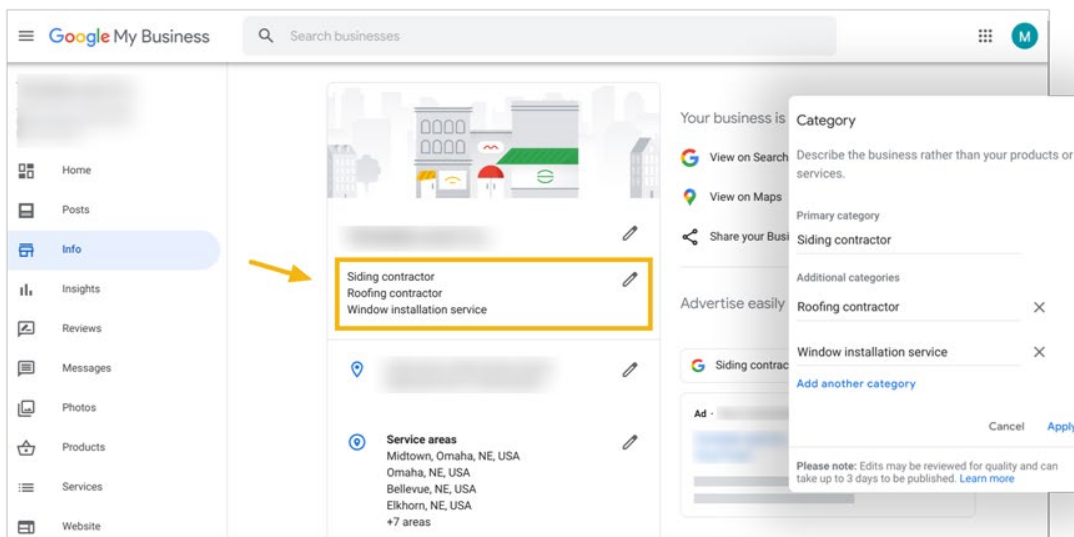 Google My Business
Search businesses
M
Home
Posts
Info
Insights
Reviews
Messages
Photos
Products
Services
Website
Siding contractor
Roofing contractor
Window installation service
Service areas
Midtown, Omaha, NE, USA
Omaha, NE, USA
Bellevue, NE, USA
Elkhorn, NE, USA
+7 areas
Your business is
View on Search
View on Maps
Share your Busi
Advertise easily
Siding contrac
Ad ·
Category
Describe the business rather than your products or
services.
Primary category
Siding contractor
Additional categories
Roofing contractor
Window installation service
Add another category
Cancel Apply
Please note: Edits may be reviewed for quality and can
take up to 3 days to be published. Learn more